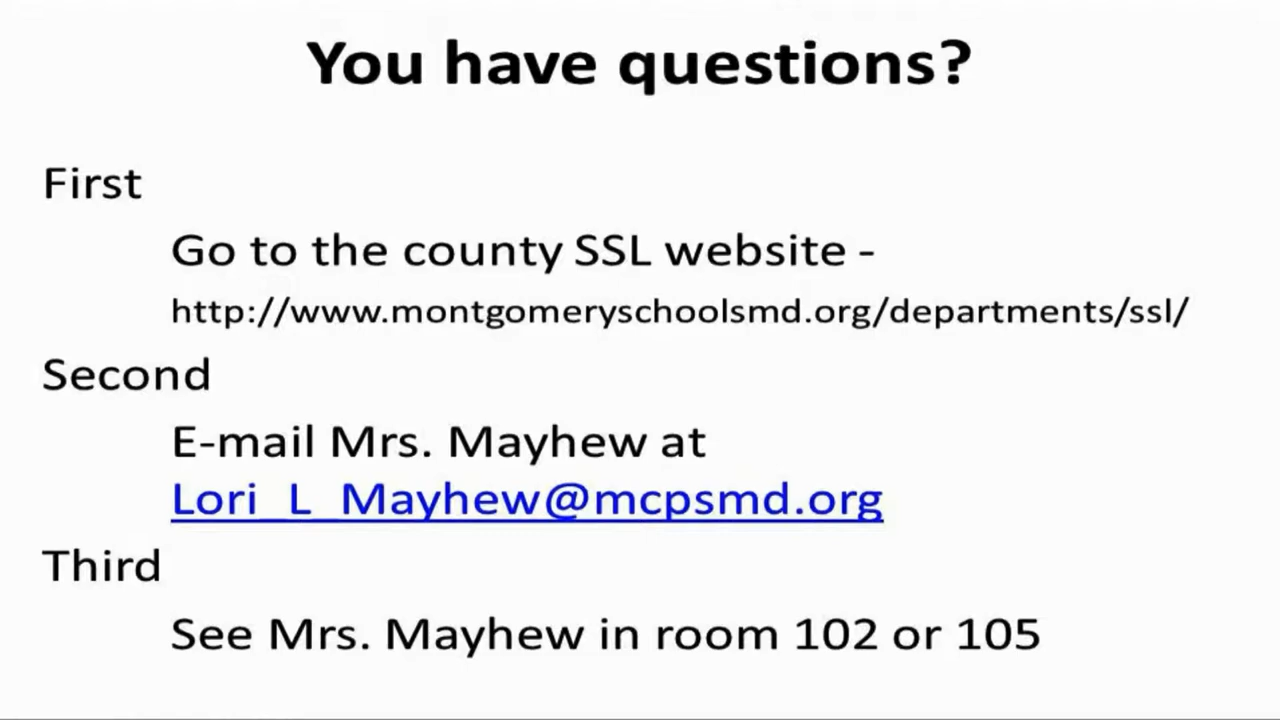 You have questions?
First
Go to the county SSL website -
http://www.montgomeryschoolsmd.org/departments/ssl/
Second
E-mail Mrs. Mayhew at
Lori_L_Mayhew@mcpsmd.org
Third
See Mrs. Mayhew in room 102 or 105